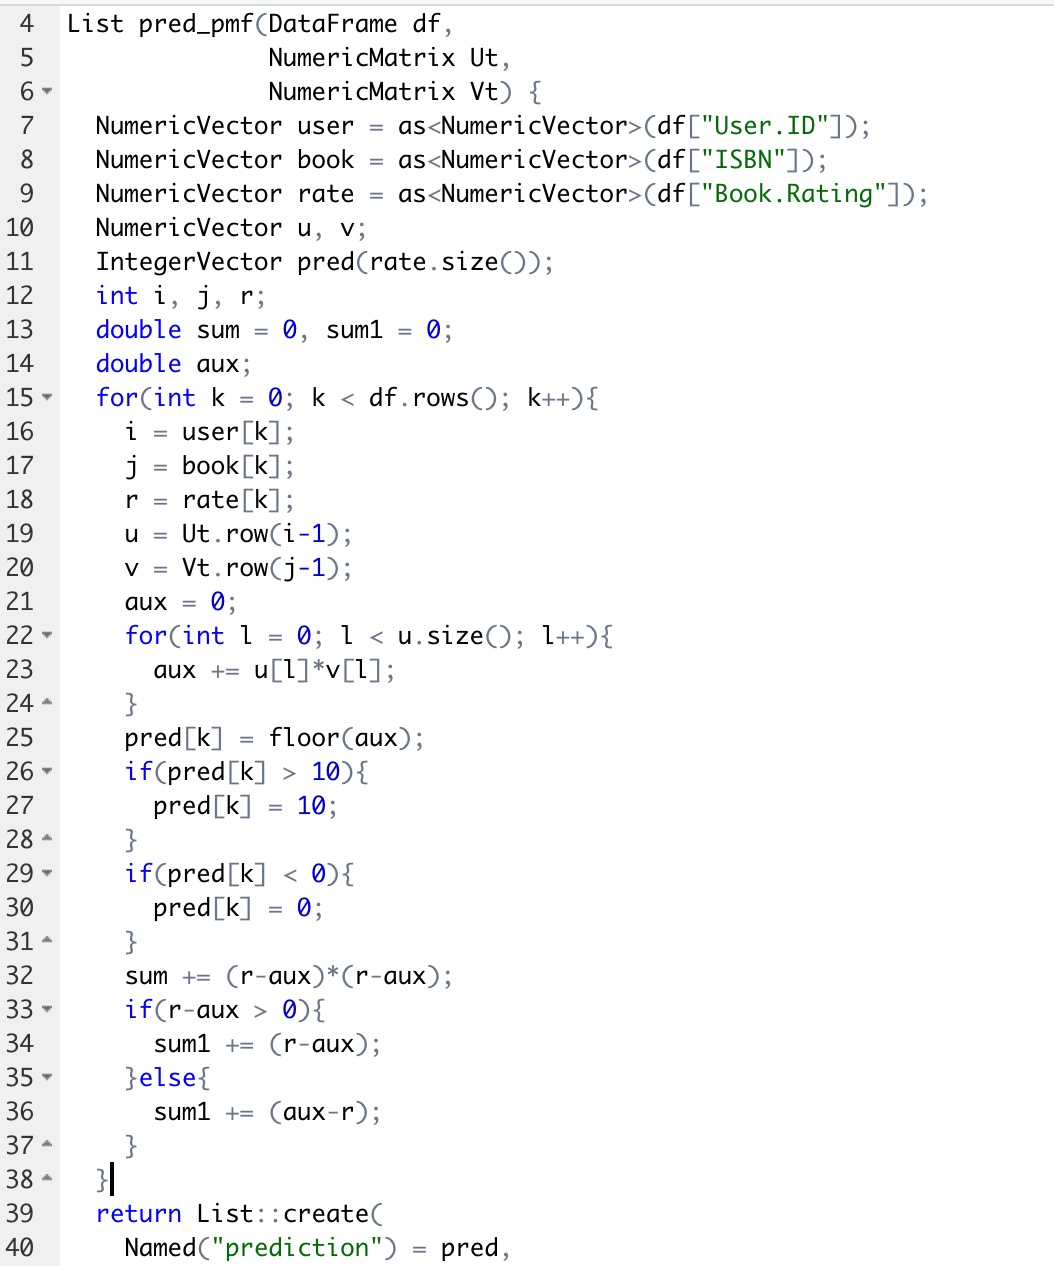 4 List pred_pmf(DataFrame df,
5 NumericMatrix Ut,
6 NumericMatrix Vt) {
7 NumericVector user = as<NumericVector>(df["User.ID"]);
8 NumericVector book = as<NumericVector>(df["ISBN"]);
9 NumericVector rate = as<NumericVector>(df["Book.Rating"]);
10 NumericVector u, v;
11 IntegerVector pred(rate.size());
12 int i, j, r;
13 double sum = 0, sum1 = 0;
14 double aux;
15 for(int k = 0; k < df.rows(); k++){
16 i = user[k];
17 j = book[k];
18 r = rate[k];
19 u = Ut.row(i-1);
20 v = Vt.row(j-1);
21 aux = 0;
22 for(int l = 0; l < u.size(); l++){
23 aux += u[l]*v[l];
24 }
25 pred[k] = floor(aux);
26 if(pred[k] > 10){
27 pred[k] = 10;
28 }
29 if(pred[k] < 0){
30 pred[k] = 0;
31 }
32 sum += (r-aux)*(r-aux);
33 if(r-aux > 0){
34 sum1 += (r-aux);
35 }else{
36 sum1 += (aux-r);
37 }
38 }
39 return List::create(
40 Named("prediction") = pred,